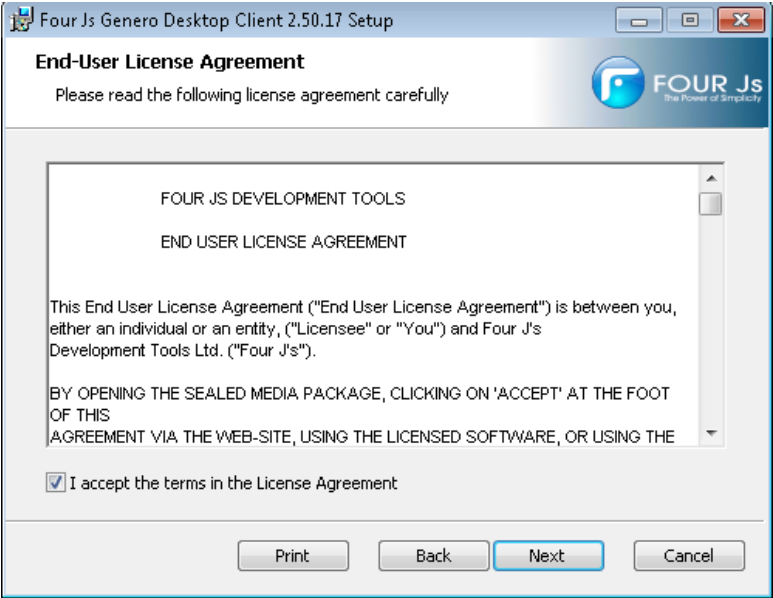 Four Js Genero Desktop Client 2.50.17 Setup
End-User License Agreement
Please read the following license agreement carefully
FOUR Js
The Power of Simplicity
FOUR JS DEVELOPMENT TOOLS
END USER LICENSE AGREEMENT
This End User License Agreement ("End User License Agreement") is between you,
either an individual or an entity, ("Licensee" or "You") and Four J's
Development Tools Ltd. ("Four J's").
BY OPENING THE SEALED MEDIA PACKAGE, CLICKING ON 'ACCEPT' AT THE FOOT
OF THIS
AGREEMENT VIA THE WEB-SITE, USING THE LICENSED SOFTWARE, OR USING THE
I accept the terms in the License Agreement
Print
Back
Next
Cancel